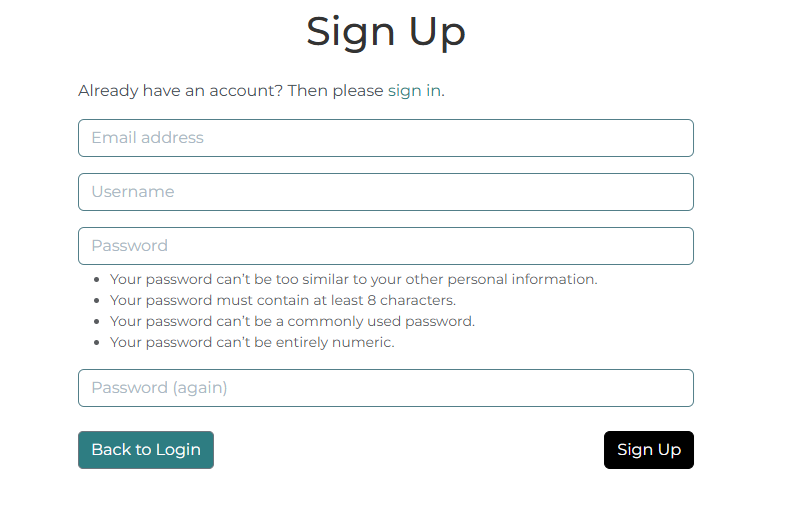 Sign Up
Already have an account? Then please sign in.
Email address
Username
Password
• Your password can’t be too similar to your other personal information.
• Your password must contain at least 8 characters.
• Your password can’t be a commonly used password.
• Your password can’t be entirely numeric.
Password (again)
Back to Login
Sign Up